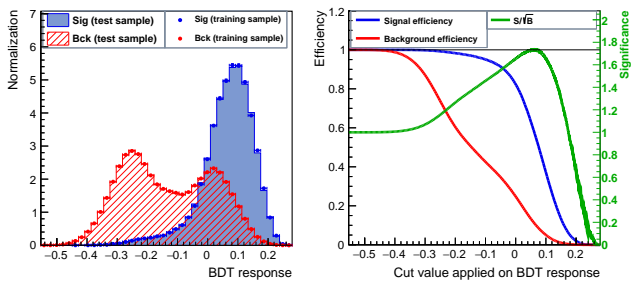 Normalization
7
6
5
4
3
2
1
0
Sig (test sample)
Bck (test sample)
Sig (training sample)
Bck (training sample)
−0.5 −0.4 −0.3 −0.2 −0.1 0 0.1 0.2
BDT response
Efficiency
1.2
1
0.8
0.6
0.4
0.2
0
Signal efficiency
Background efficiency
S/√B
−0.5 −0.4 −0.3 −0.2 −0.1 0 0.1 0.2
Cut value applied on BDT response
2
1.8
1.6
1.4
1.2
1
0.8
0.6
0.4
0.2
0
Significance